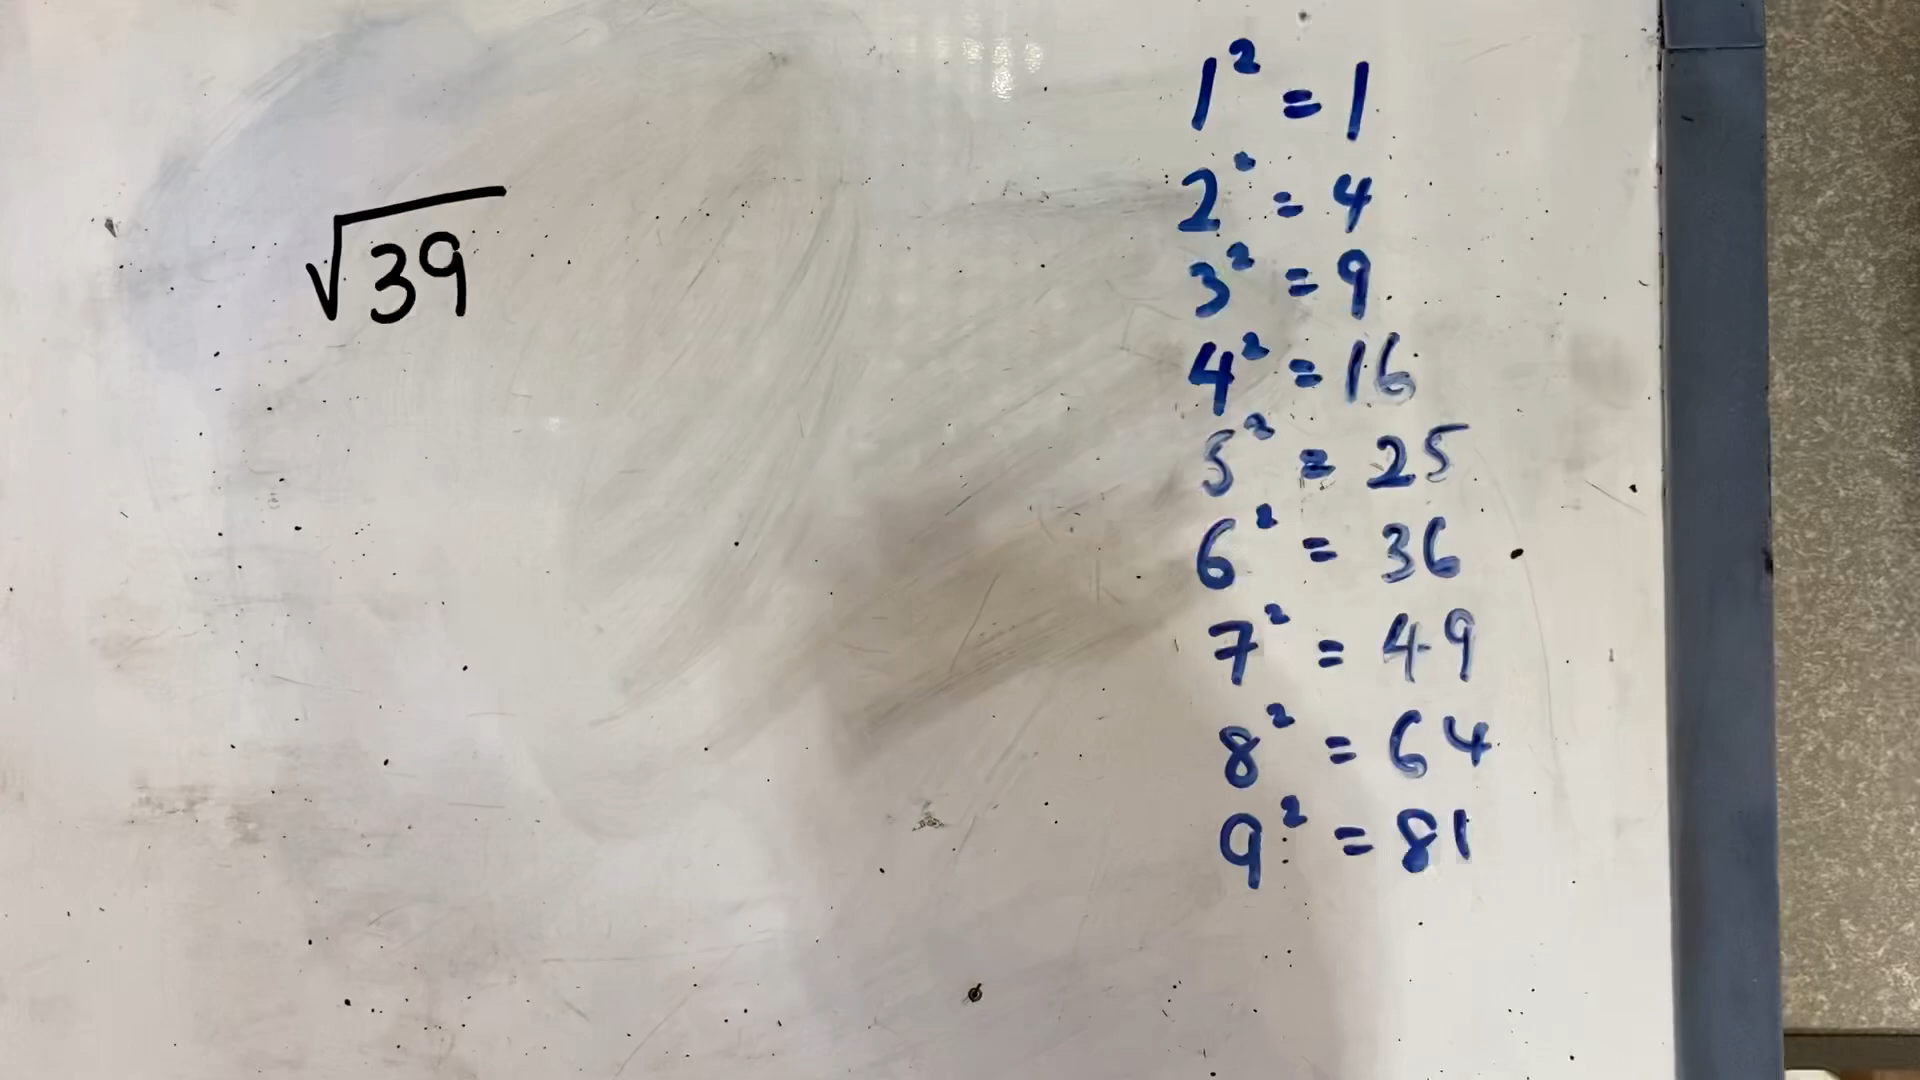 √39
1² = 1
2² = 4
3² = 9
4² = 16
5² = 25
6² = 36
7² = 49
8² = 64
9² = 81